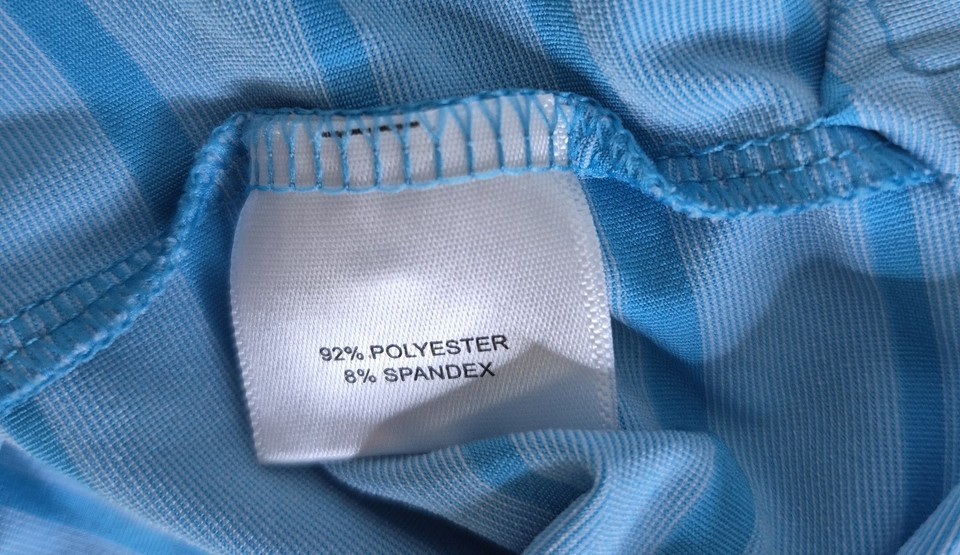 92% POLYESTER
8% SPANDEX